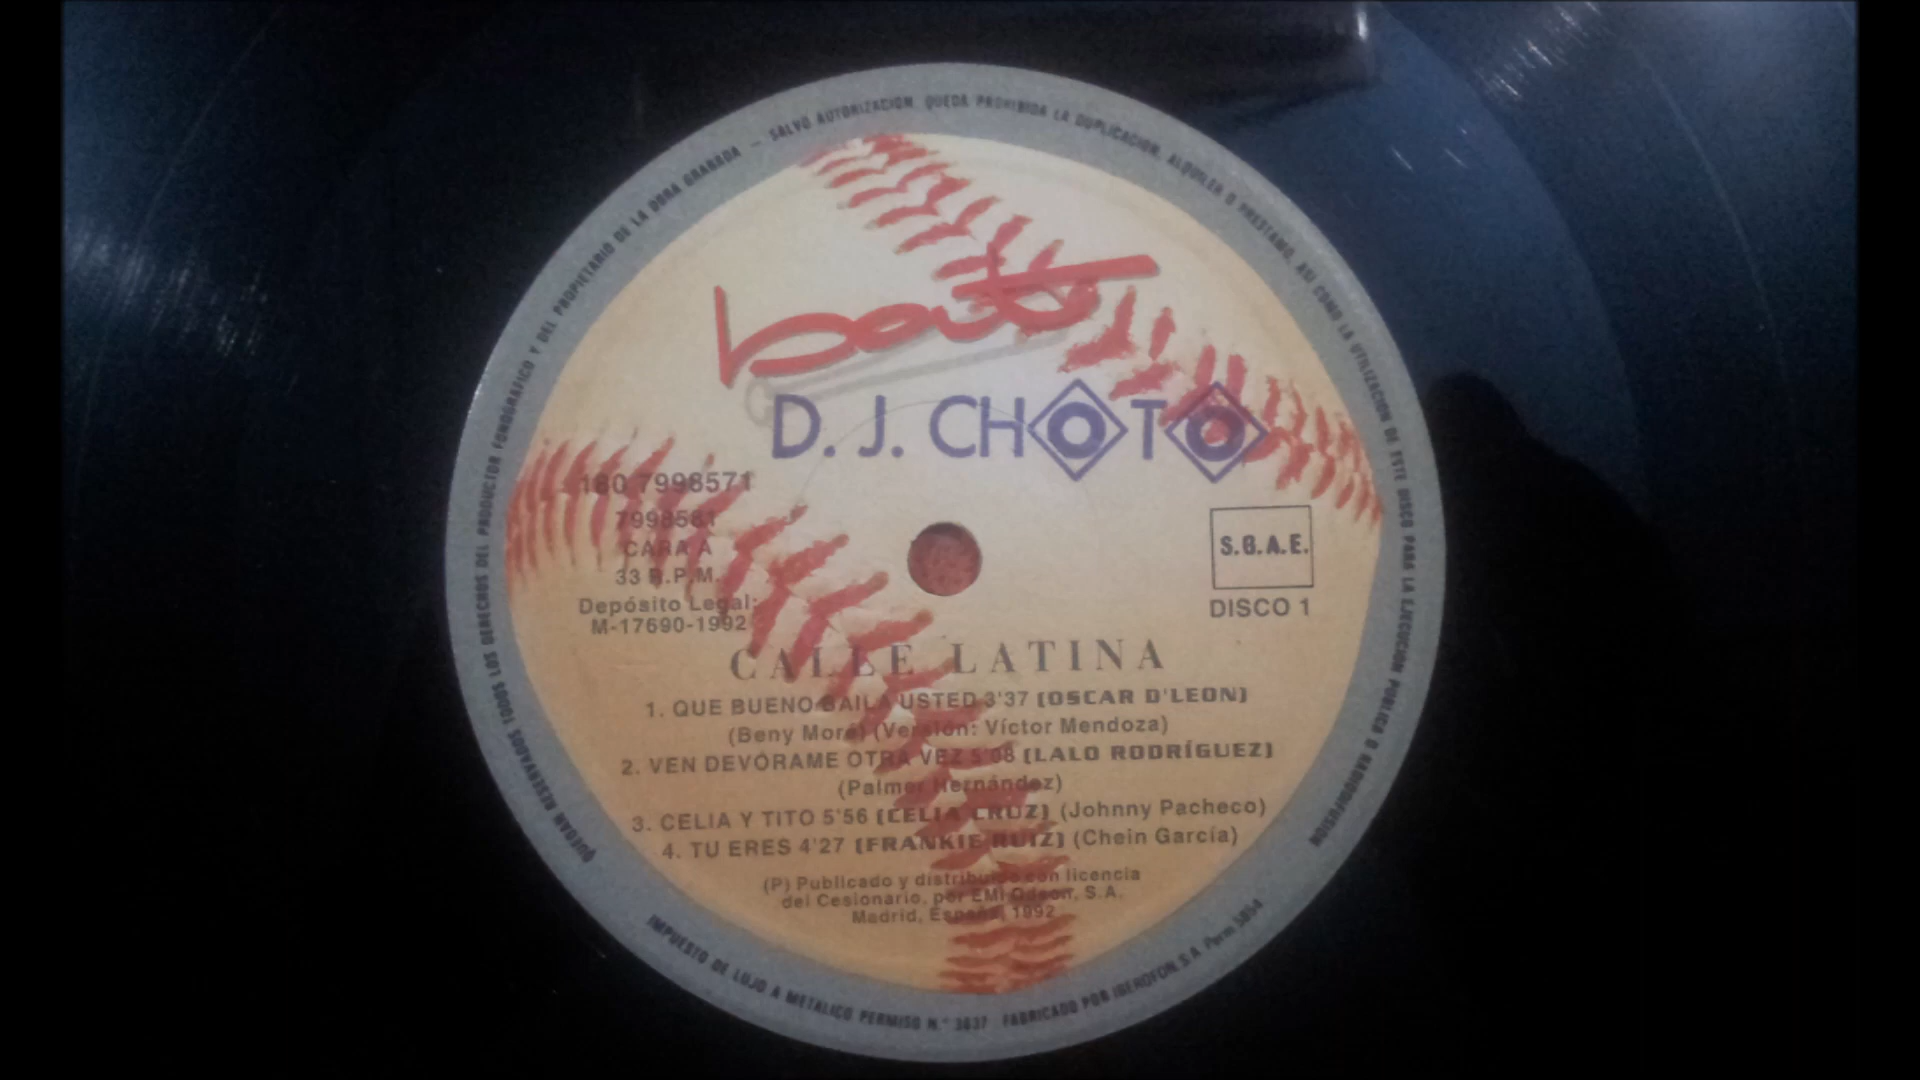 SALVO AUTORIZACION QUEDA PROHIBIDA LA DUPLICACION, ALQUILER O PRESTAMO, ASI COMO LA UTILIZACION DE ESTE DISCO PARA LA EJECUCION PUBLICA O RADIODIFUSION
QUEDAN RESERVADOS TODOS LOS DERECHOS DEL PRODUCTOR FONOGRAFICO Y DEL PROPIETARIO DE LA OBRA GRABADA —
D. J. CHOTO
180 7998571
7998581
CARA A
33 R.P.M.
Depósito Legal:
M-17690-1992
S.G.A.E.
DISCO 1
CALLE LATINA
1. QUE BUENO BAILA USTED 3'37 (OSCAR D'LEON)
(Beny Moré) (Versión: Víctor Mendoza)
2. VEN DEVÓRAME OTRA VEZ 5'08 (LALO RODRÍGUEZ)
(Palmer Hernández)
3. CELIA Y TITO 5'56 (CELIA CRUZ) (Johnny Pacheco)
4. TU ERES 4'27 (FRANKIE RUIZ) (Chein García)
(P) Publicado y distribuido con licencia
del Cesionario, por EMI Odeon, S.A.
Madrid, España, 1992
IMPUESTO DE LUJO A METALICO PERMISO N.º 3637 FABRICADO POR IBEROFON, S.A.